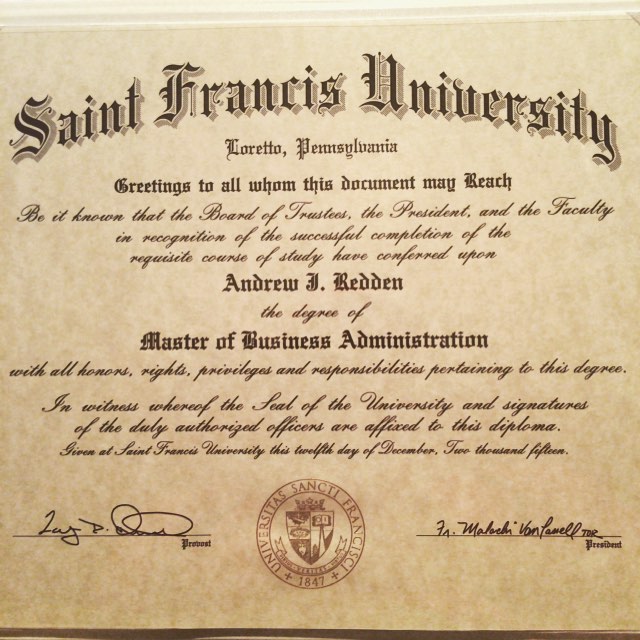 Saint Francis University
Loretto, Pennsylvania
Greetings to all whom this document may Reach
Be it known that the Board of Trustees, the President, and the Faculty
in recognition of the successful completion of the
requisite course of study have conferred upon
Andrew J. Redden
the degree of
Master of Business Administration
with all honors, rights, privileges and responsibilities pertaining to this degree.
In witness whereof the Seal of the University and signatures
of the duly authorized officers are affixed to this diploma.
Given at Saint Francis University this twelfth day of December, Two thousand fifteen.
UNIVERSITAS SANCTI FRANCISCI
1847
Fr. Malachi Van Tassell TOR
Provost
President